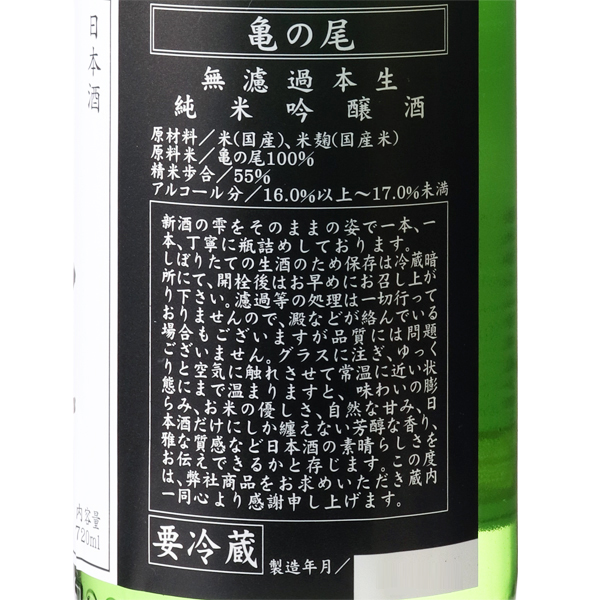 日本酒
亀の尾
無濾過本生
純米吟醸酒
原材料／米(国産)、米麹(国産米)
原料米／亀の尾100%
精米歩合／55%
アルコール分／16.0%以上～17.0%未満
新酒の雫をそのままの姿で一本、一
本、丁寧に瓶詰めしております。
しぼりたての生酒のため保存は冷蔵暗
所にて、開栓後はお早めにお召し上が
り下さい。濾過等の処理は一切行って
おりませんので、澱などが絡んでいる
場合もございますが品質には問題
ございません。グラスに注ぎ、ゆっく
りと空気に触れさせて常温に近い状
態にまで温まりますと、味わいの膨
らみ、お米の優しさ、自然な甘み、日
本酒だけにしか纏えない芳醇な香り、
雅な質感など日本酒の素晴らしさを
お伝えできるかと存じます。この度
は、弊社商品をお求めいただき蔵内
一同心より感謝申し上げます。
要冷蔵
製造年月／
内容量
720ml